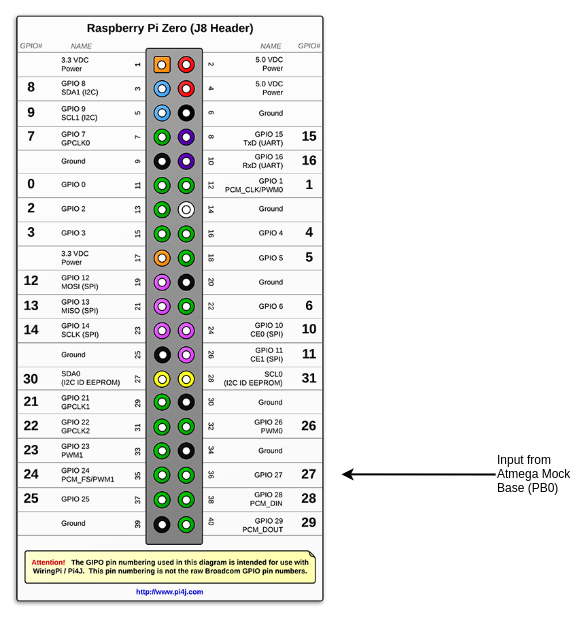 Raspberry Pi Zero (J8 Header)
GPIO# NAME NAME GPIO#
3.3 VDC
Power 1 2 5.0 VDC
Power
8 GPIO 8
SDA1 (I2C) 3 4 5.0 VDC
Power
9 GPIO 9
SCL1 (I2C) 5 6 Ground
7 GPIO 7
GPCLK0 7 8 GPIO 15
TxD (UART) 15
Ground 9 10 GPIO 16
RxD (UART) 16
0 GPIO 0 11 12 GPIO 1
PCM_CLK/PWM0 1
2 GPIO 2 13 14 Ground
3 GPIO 3 15 16 GPIO 4 4
3.3 VDC
Power 17 18 GPIO 5 5
12 GPIO 12
MOSI (SPI) 19 20 Ground
13 GPIO 13
MISO (SPI) 21 22 GPIO 6 6
14 GPIO 14
SCLK (SPI) 23 24 GPIO 10
CE0 (SPI) 10
Ground 25 26 GPIO 11
CE1 (SPI) 11
30 SDA0
(I2C ID EEPROM) 27 28 SCL0
(I2C ID EEPROM) 31
21 GPIO 21
GPCLK1 29 30 Ground
22 GPIO 22
GPCLK2 31 32 GPIO 26
PWM0 26
23 GPIO 23
PWM1 33 34 Ground
24 GPIO 24
PCM_FS/PWM1 35 36 GPIO 27 27
25 GPIO 25 37 38 GPIO 28
PCM_DIN 28
Ground 39 40 GPIO 29
PCM_DOUT 29
Input from
Atmega Mock
Base (PB0)
Attention! The GIPO pin numbering used in this diagram is intended for use with
WiringPi / Pi4J. This pin numbering is not the raw Broadcom GPIO pin numbers.
http://www.pi4j.com